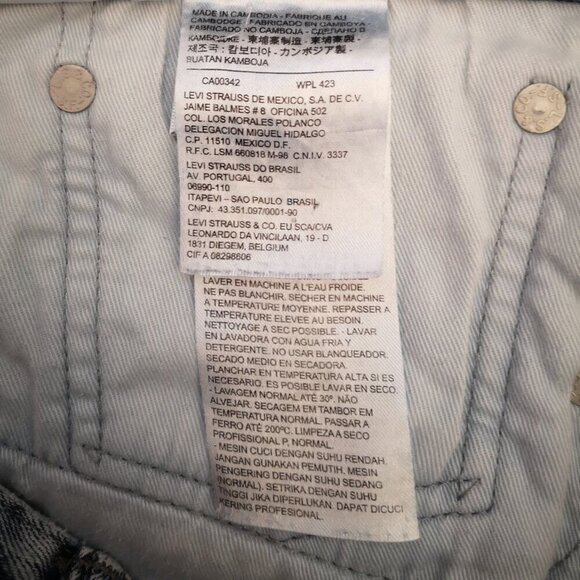 MADE IN CAMBODIA - FABRIQUE AU
CAMBODGE - FABRICADO EN CAMBOYA -
FABRICADO NO CAMBOJA - СДЕЛАНО В
КАМБОДЖЕ - 柬埔寨制造 - 柬埔寨製造 -
제조국 : 캄보디아 - カンボジア製 -
BUATAN KAMBOJA
CA00342 WPL 423
LEVI STRAUSS DE MEXICO, S.A. DE C.V.
JAIME BALMES # 8 OFICINA 502
COL. LOS MORALES POLANCO
DELEGACION MIGUEL HIDALGO
C.P. 11510 MEXICO D.F.
R.F.C. LSM 660818 M-98 C.N.I.V. 3337
LEVI STRAUSS DO BRASIL
AV. PORTUGAL, 400
06990-110
ITAPEVI – SAO PAULO BRASIL
CNPJ: 43.351.097/0001-90
LEVI STRAUSS & CO. EU SCA/CVA
LEONARDO DA VINCILAAN, 19 - D
1831 DIEGEM, BELGIUM
CIF A 08298606
LAVER EN MACHINE A L'EAU FROIDE.
NE PAS BLANCHIR. SECHER EN MACHINE
A TEMPERATURE MOYENNE. REPASSER A
TEMPERATURE ELEVEE AU BESOIN.
NETTOYAGE A SEC POSSIBLE. - LAVAR
EN LAVADORA CON AGUA FRIA Y
DETERGENTE. NO USAR BLANQUEADOR.
SECADO MEDIO EN SECADORA.
PLANCHAR EN TEMPERATURA ALTA SI ES
NECESARIO. ES POSIBLE LAVAR EN SECO.
- LAVAGEM NORMAL ATÉ 30º. NÃO
ALVEJAR. SECAGEM EM TAMBOR EM
TEMPERATURA NORMAL. PASSAR A
FERRO ATÉ 200ºC. LIMPEZA A SECO
PROFISSIONAL P, NORMAL.
- MESIN CUCI DENGAN SUHU RENDAH.
JANGAN GUNAKAN PEMUTIH. MESIN
PENGERING DENGAN SUHU SEDANG
(NORMAL). SETRIKA DENGAN SUHU
TINGGI JIKA DIPERLUKAN. DAPAT DICUCI
KERING PROFESIONAL.